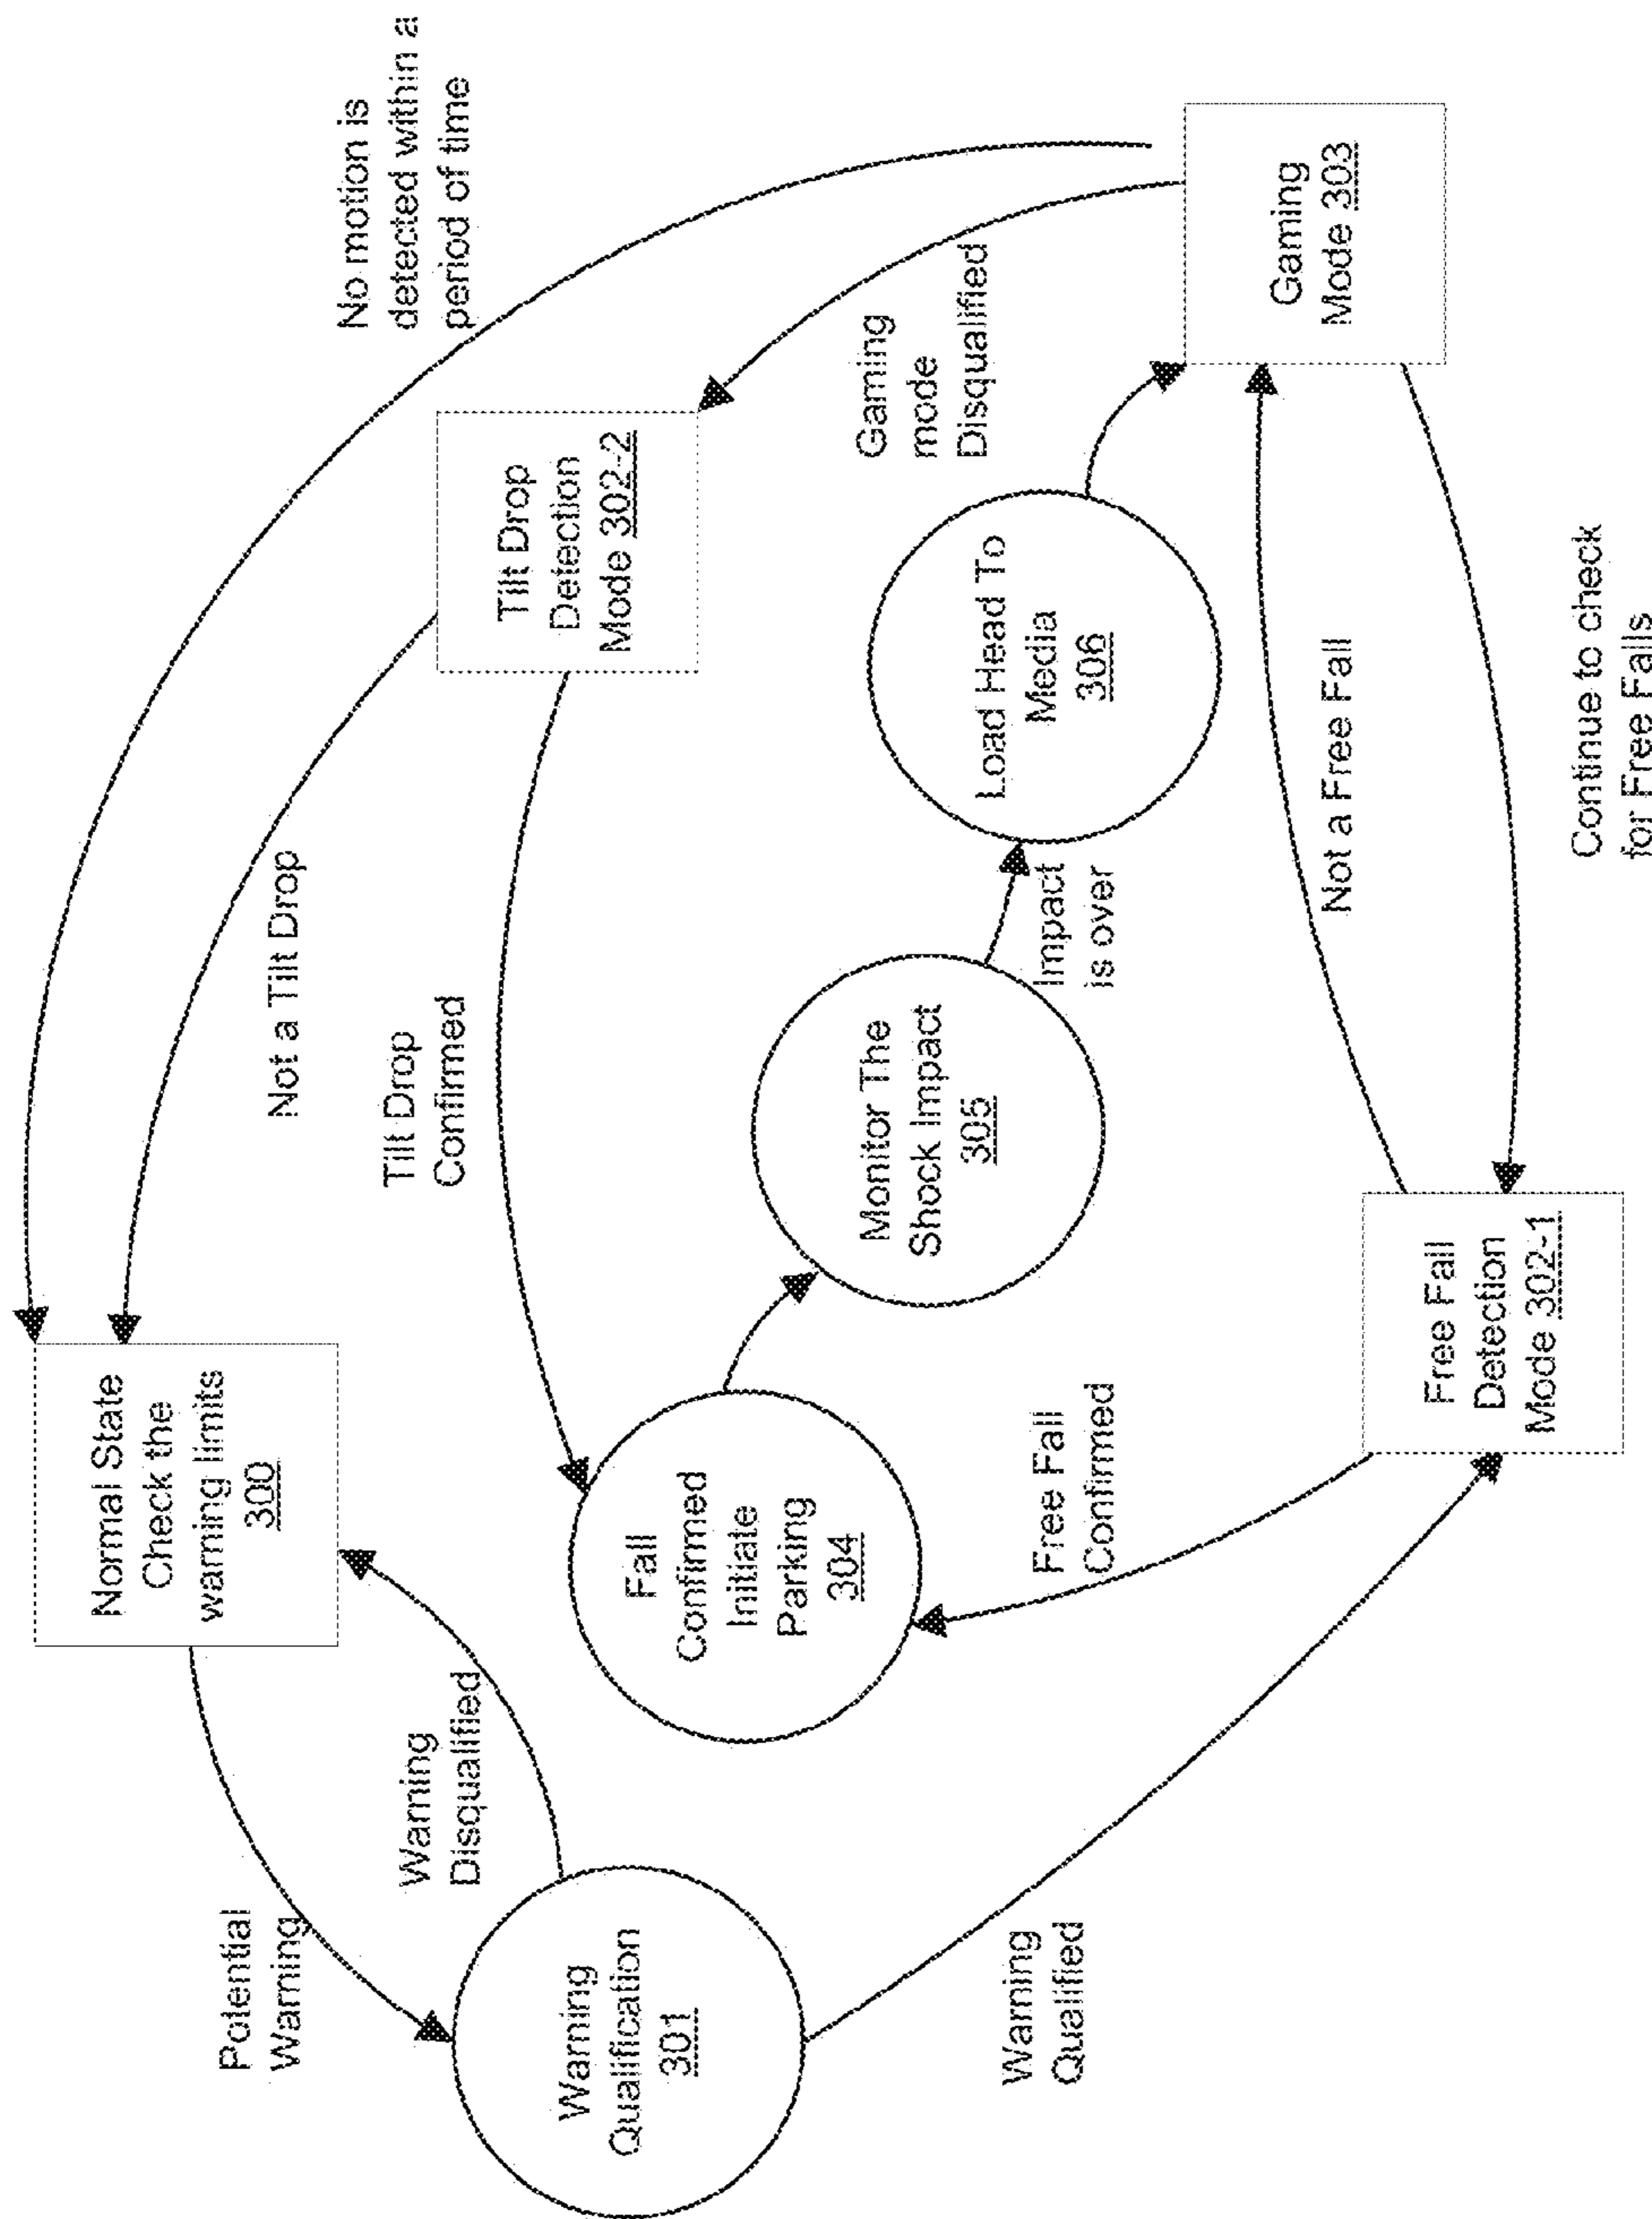 Potential
Warning
Normal State
Check the
warning limits
300
No motion is
detected within a
period of time
Not a Tilt Drop
Tilt Drop
Confirmed
Tilt Drop
Detection
Mode 302-2
Warning
Disqualified
Warning
Qualification
301
Fall
Confirmed
Initiate
Parking
304
Monitor The
Shock Impact
305
Impact
is over
Load Head To
Media
306
Gaming
mode
Disqualified
Gaming
Mode 303
Warning
Qualified
Free Fall
Confirmed
Free Fall
Detection
Mode 302-1
Not a Free Fall
Continue to check
for Free Falls